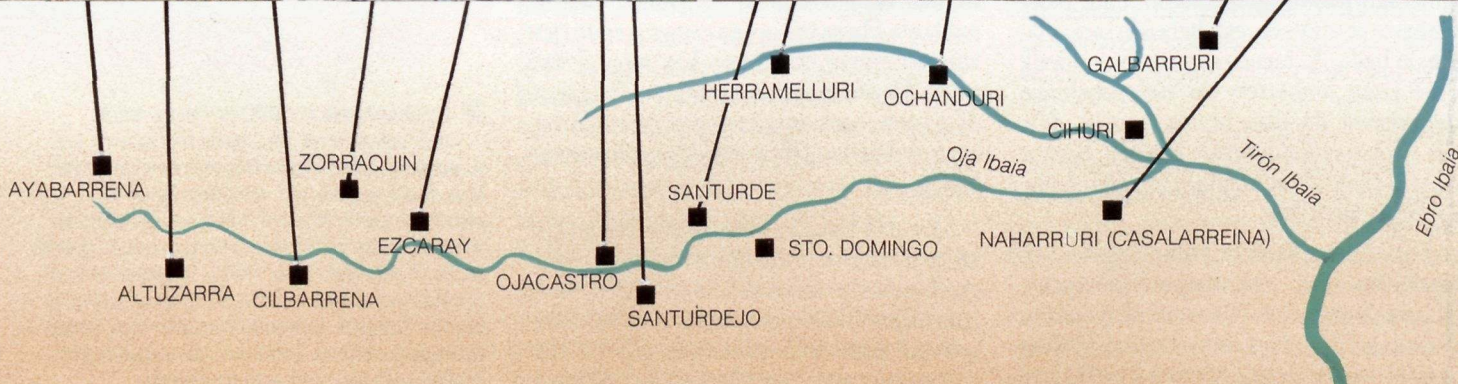 GALBARRURI
HERRAMELLURI
OCHANDURI
CIHURI
Oja Ibaia
Tirón Ibaia
Ebro Ibaia
ZORRAQUIN
AYABARRENA
SANTURDE
EZCARAY
STO. DOMINGO
NAHARRURI (CASALARREINA)
OJACASTRO
ALTUZARRA
CILBARRENA
SANTURDEJO